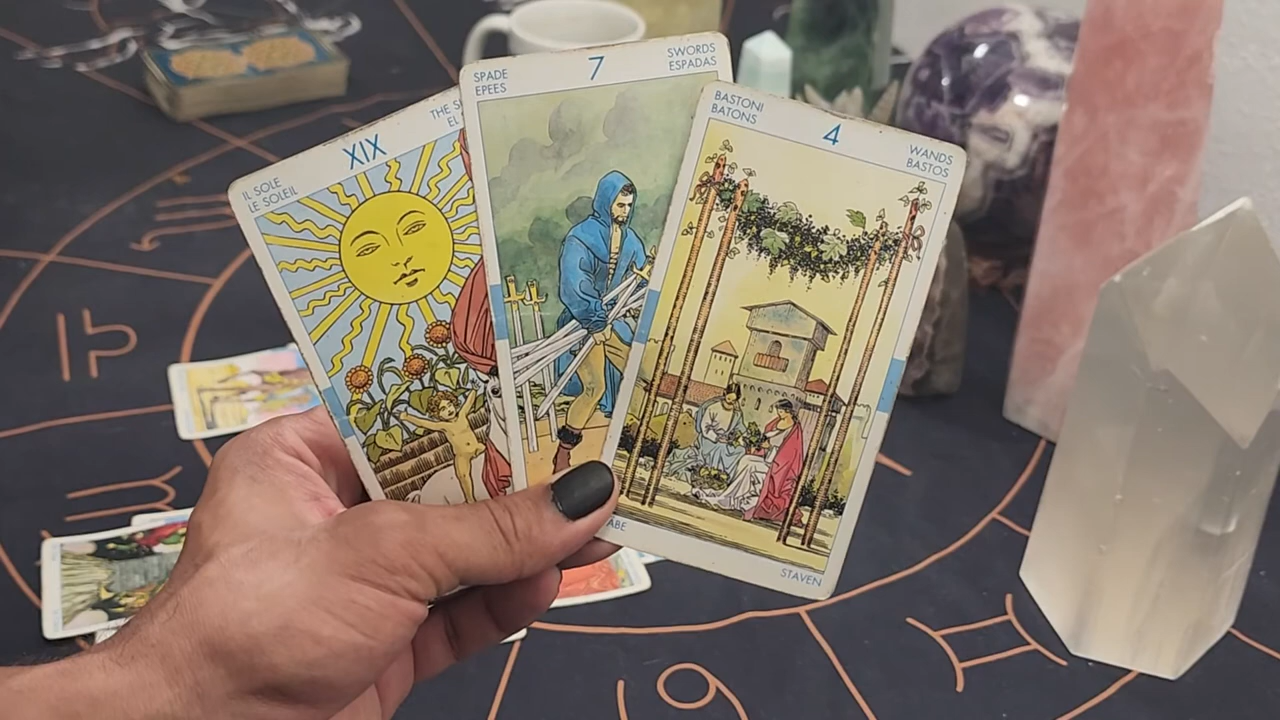 XIX
IL SOLE
LE SOLEIL
THE
EL
7
SPADE
EPEES
SWORDS
ESPADAS
4
BASTONI
BATONS
WANDS
BASTOS
STAVEN